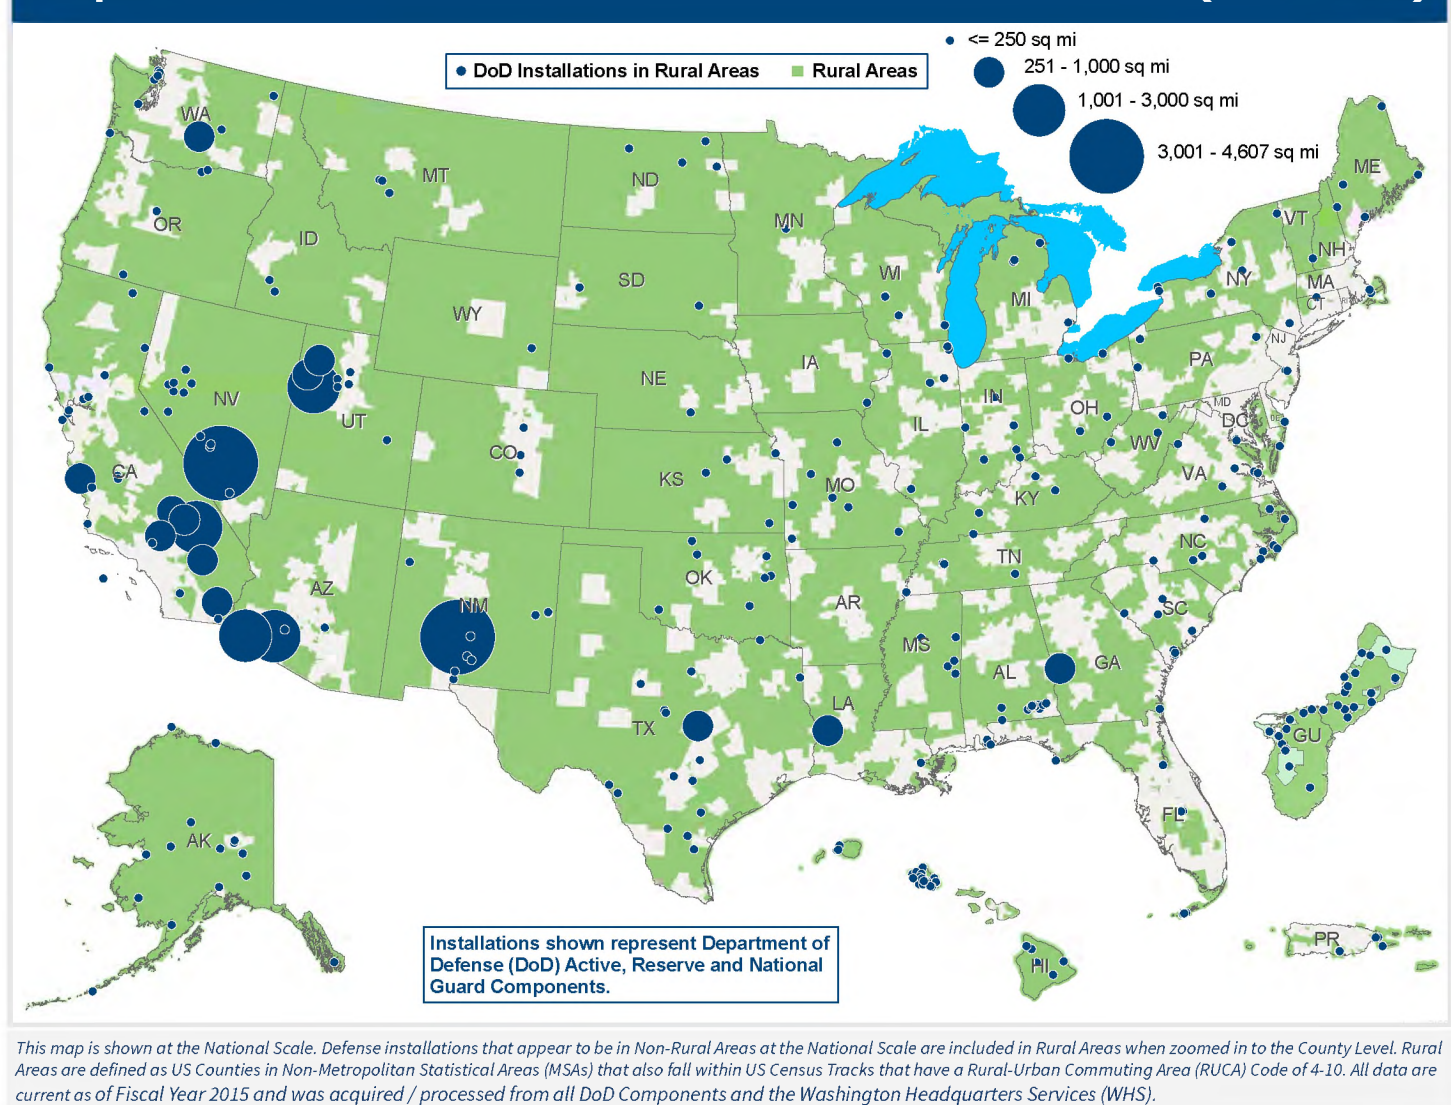 <= 250 sq mi
DoD Installations in Rural Areas Rural Areas
251 - 1,000 sq mi
1,001 - 3,000 sq mi
3,001 - 4,607 sq mi
WA
MT
ND
MN
ME
OR
ID
SD
WI
MI
NY
VT
NH
MA
CT
RI
WY
IA
NE
PA
NJ
NV
UT
CO
IL
IN
OH
MD
DC
DE
WV
VA
CA
KS
MO
KY
AZ
NM
OK
AR
TN
NC
SC
MS
AL
GA
TX
LA
FL
GU
AK
HI
PR
Installations shown represent Department of
Defense (DoD) Active, Reserve and National
Guard Components.
This map is shown at the National Scale. Defense installations that appear to be in Non-Rural Areas at the National Scale are included in Rural Areas when zoomed in to the County Level. Rural
Areas are defined as US Counties in Non-Metropolitan Statistical Areas (MSAs) that also fall within US Census Tracks that have a Rural-Urban Commuting Area (RUCA) Code of 4-10. All data are
current as of Fiscal Year 2015 and was acquired / processed from all DoD Components and the Washington Headquarters Services (WHS).